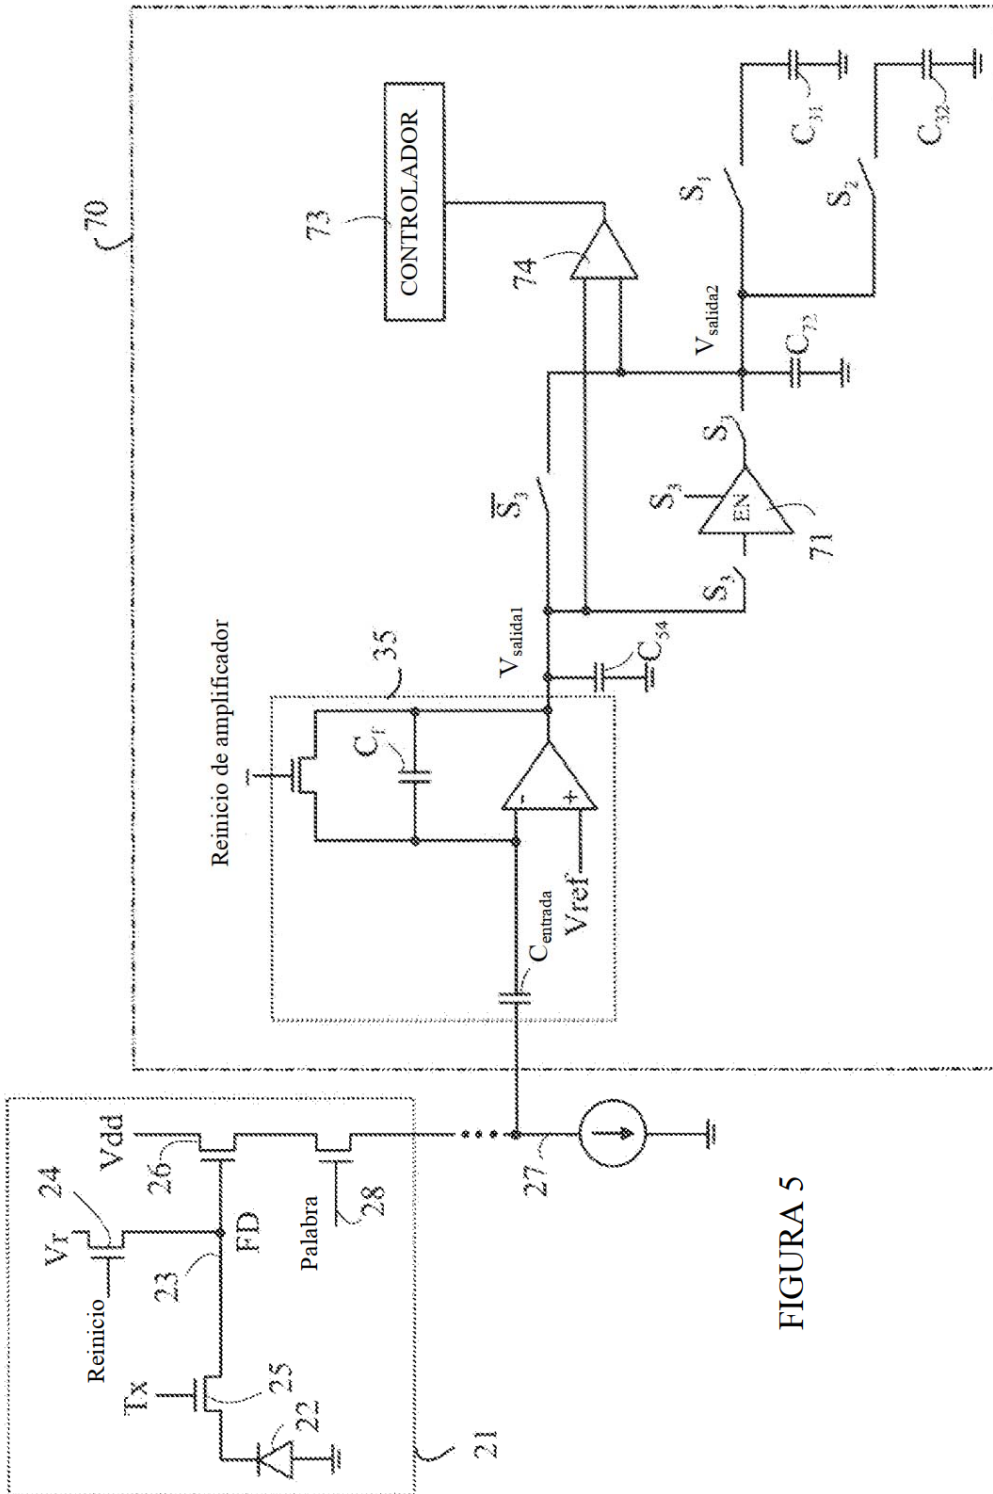 Vr
24
Reinicio
Vdd
26
Tx
23
FD
25
22
Palabra
28
21
27
70
Reinicio de amplificador
35
Cf
-
+
Centrada
Vref
Vsalida1
C54
S3
S3
S3
EN
71
S3
73
CONTROLADOR
74
Vsalida2
C72
S1
S2
C31
C32
FIGURA 5